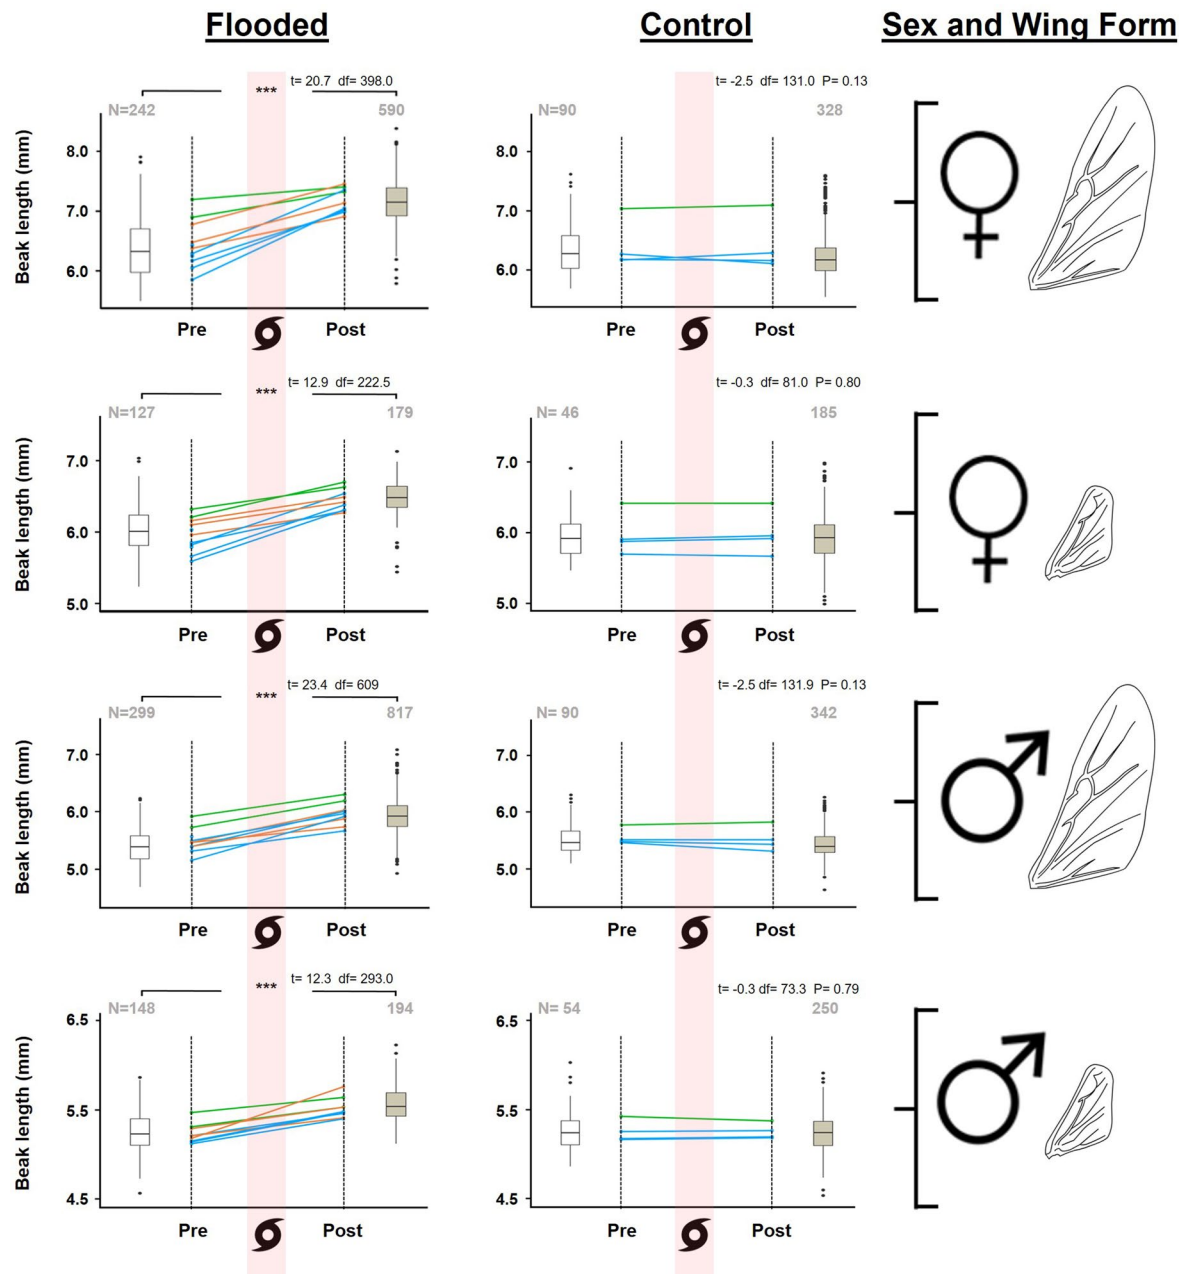 Flooded Control Sex and Wing Form
t= 20.7 df= 398.0
***
N=242 590
Beak length (mm)
8.0
7.0
6.0
Pre Post
t= -2.5 df= 131.0 P= 0.13
N=90 328
8.0
7.0
6.0
Pre Post
t= 12.9 df= 222.5
***
N=127 179
Beak length (mm)
7.0
6.0
5.0
Pre Post
t= -0.3 df= 81.0 P= 0.80
N= 46 185
7.0
6.0
5.0
Pre Post
t= 23.4 df= 609
***
N=299 817
Beak length (mm)
7.0
6.0
5.0
Pre Post
t= -2.5 df= 131.9 P= 0.13
N= 90 342
7.0
6.0
5.0
Pre Post
t= 12.3 df= 293.0
***
N=148 194
Beak length (mm)
6.5
5.5
4.5
Pre Post
t= -0.3 df= 73.3 P= 0.79
N= 54 250
6.5
5.5
4.5
Pre Post